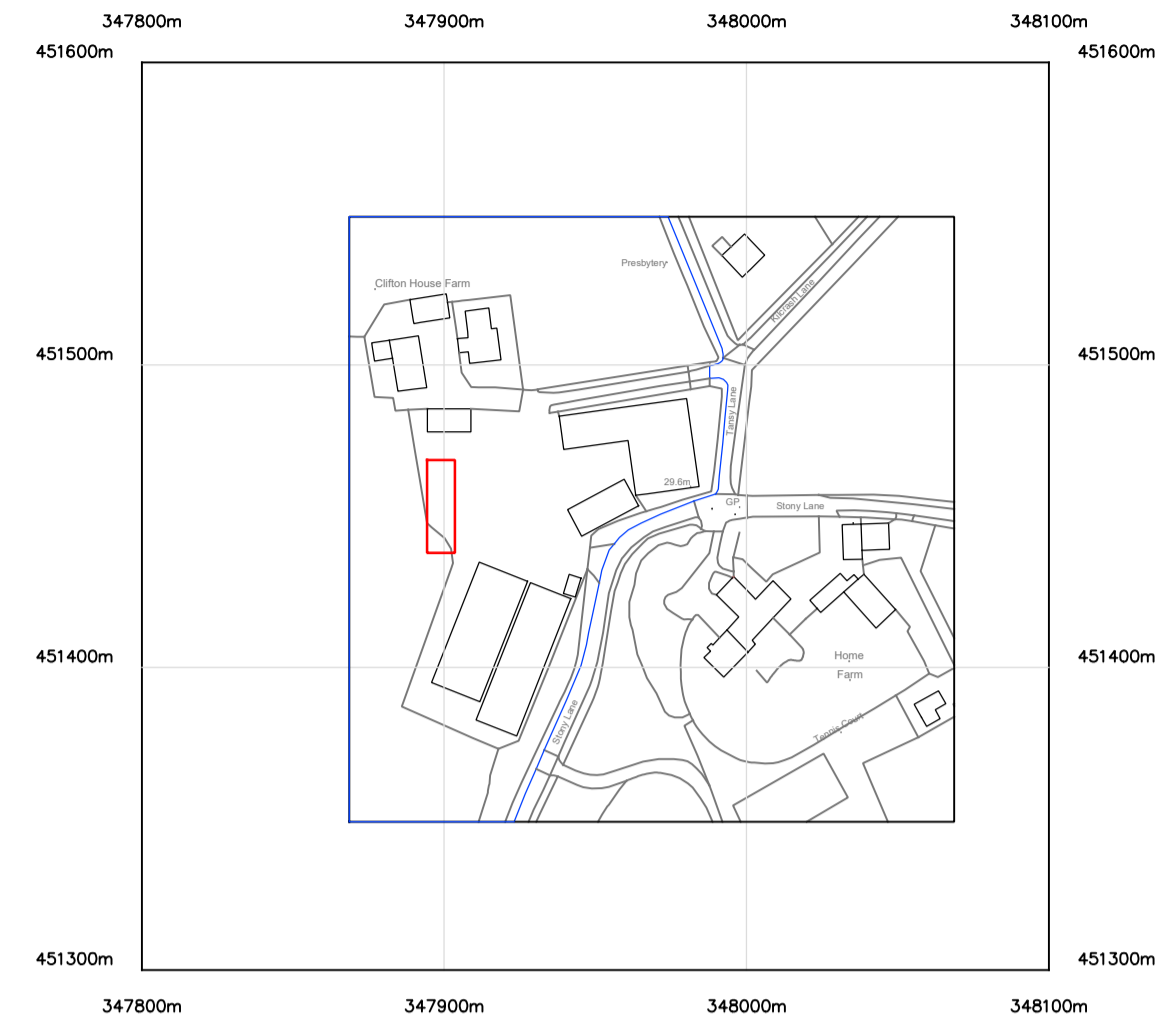 347800m 347900m 348000m 348100m
451600m 451600m
Presbytery
Clifton House Farm
Kilcrash Lane
451500m 451500m
Tansy Lane
29.6m
GP
Stony Lane
451400m 451400m
Home
Farm
Stony Lane
Tennis Court
451300m 451300m
347800m 347900m 348000m 348100m